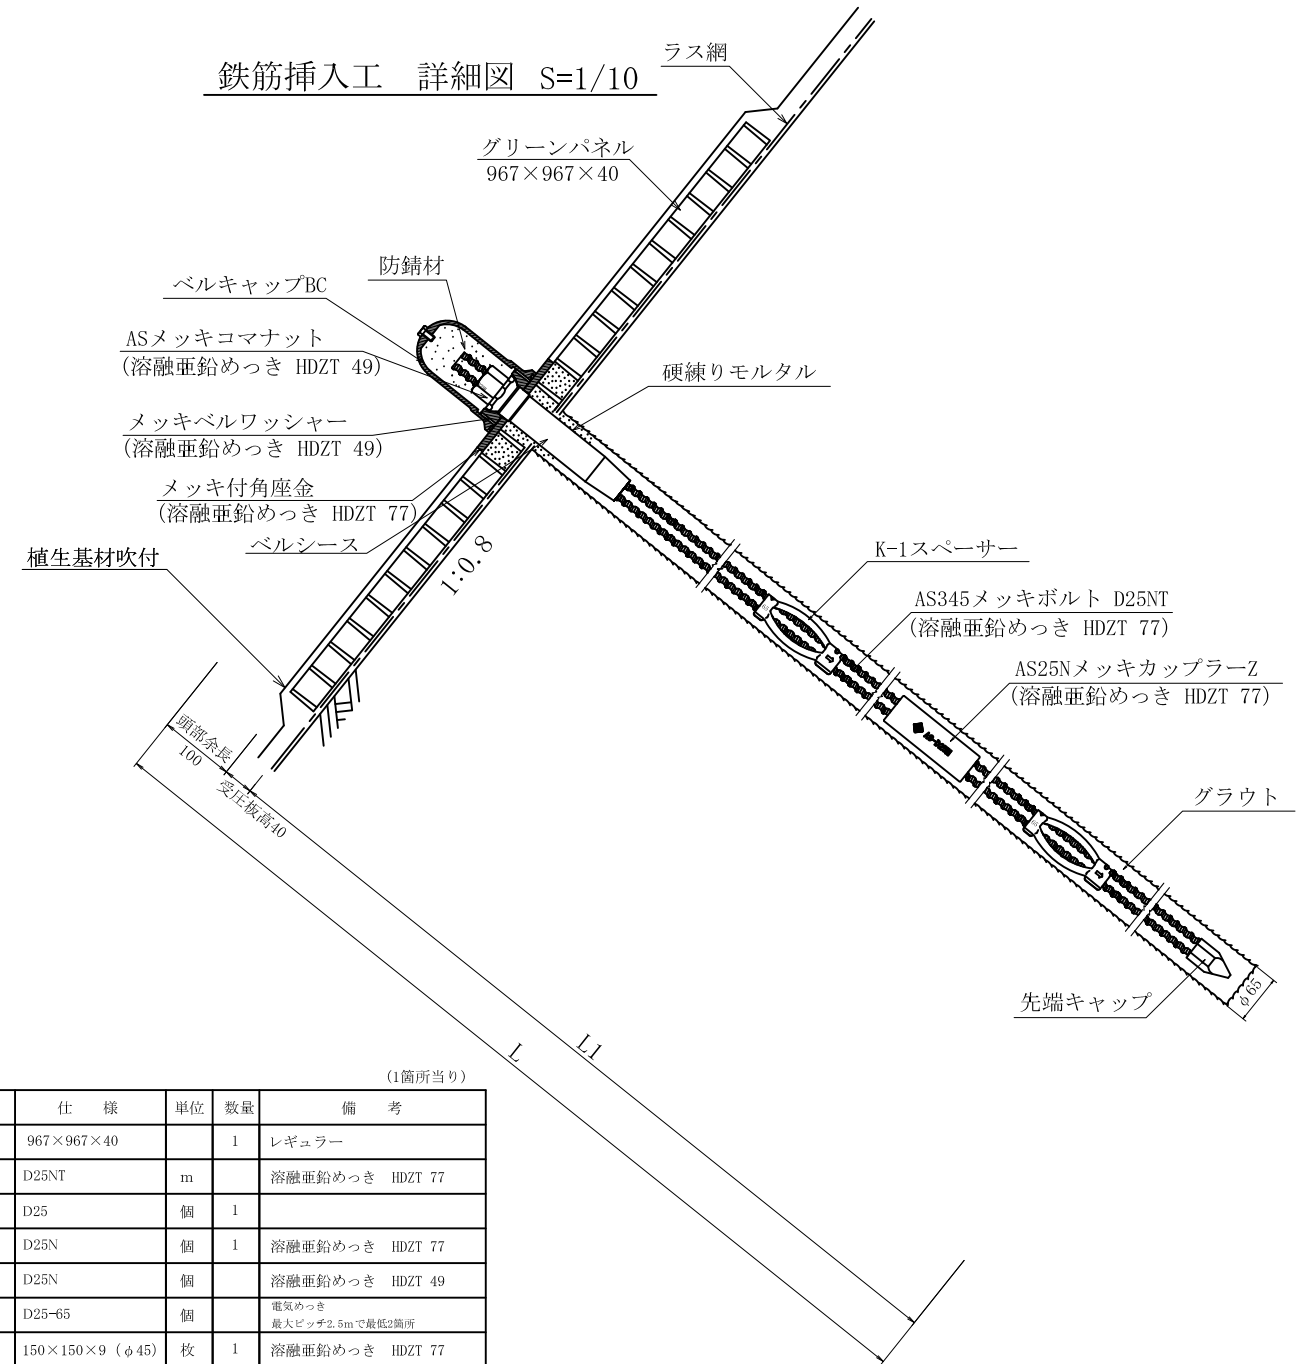 鉄筋挿入工　詳細図　S=1/10
ラス網
グリーンパネル
967×967×40
防錆材
ベルキャップBC
ASメッキコマナット
(溶融亜鉛めっき HDZT 49)
硬練りモルタル
メッキベルワッシャー
(溶融亜鉛めっき HDZT 49)
メッキ付角座金
(溶融亜鉛めっき HDZT 77)
ベルシース
植生基材吹付
1:0.8
K-1スペーサー
AS345メッキボルト D25NT
(溶融亜鉛めっき HDZT 77)
AS25NメッキカップラーZ
(溶融亜鉛めっき HDZT 77)
グラウト
先端キャップ
φ65
頭部余長
100
受圧板高40
L
L1
(1箇所当り)
仕　様 単位 数量 備　考
967×967×40 1 レギュラー
D25NT m 溶融亜鉛めっき　HDZT 77
D25 個 1
D25N 個 1 溶融亜鉛めっき　HDZT 77
D25N 個 溶融亜鉛めっき　HDZT 49
D25-65 個 電気めっき
最大ピッチ2.5mで最低2箇所
150×150×9（φ45） 枚 1 溶融亜鉛めっき　HDZT 77